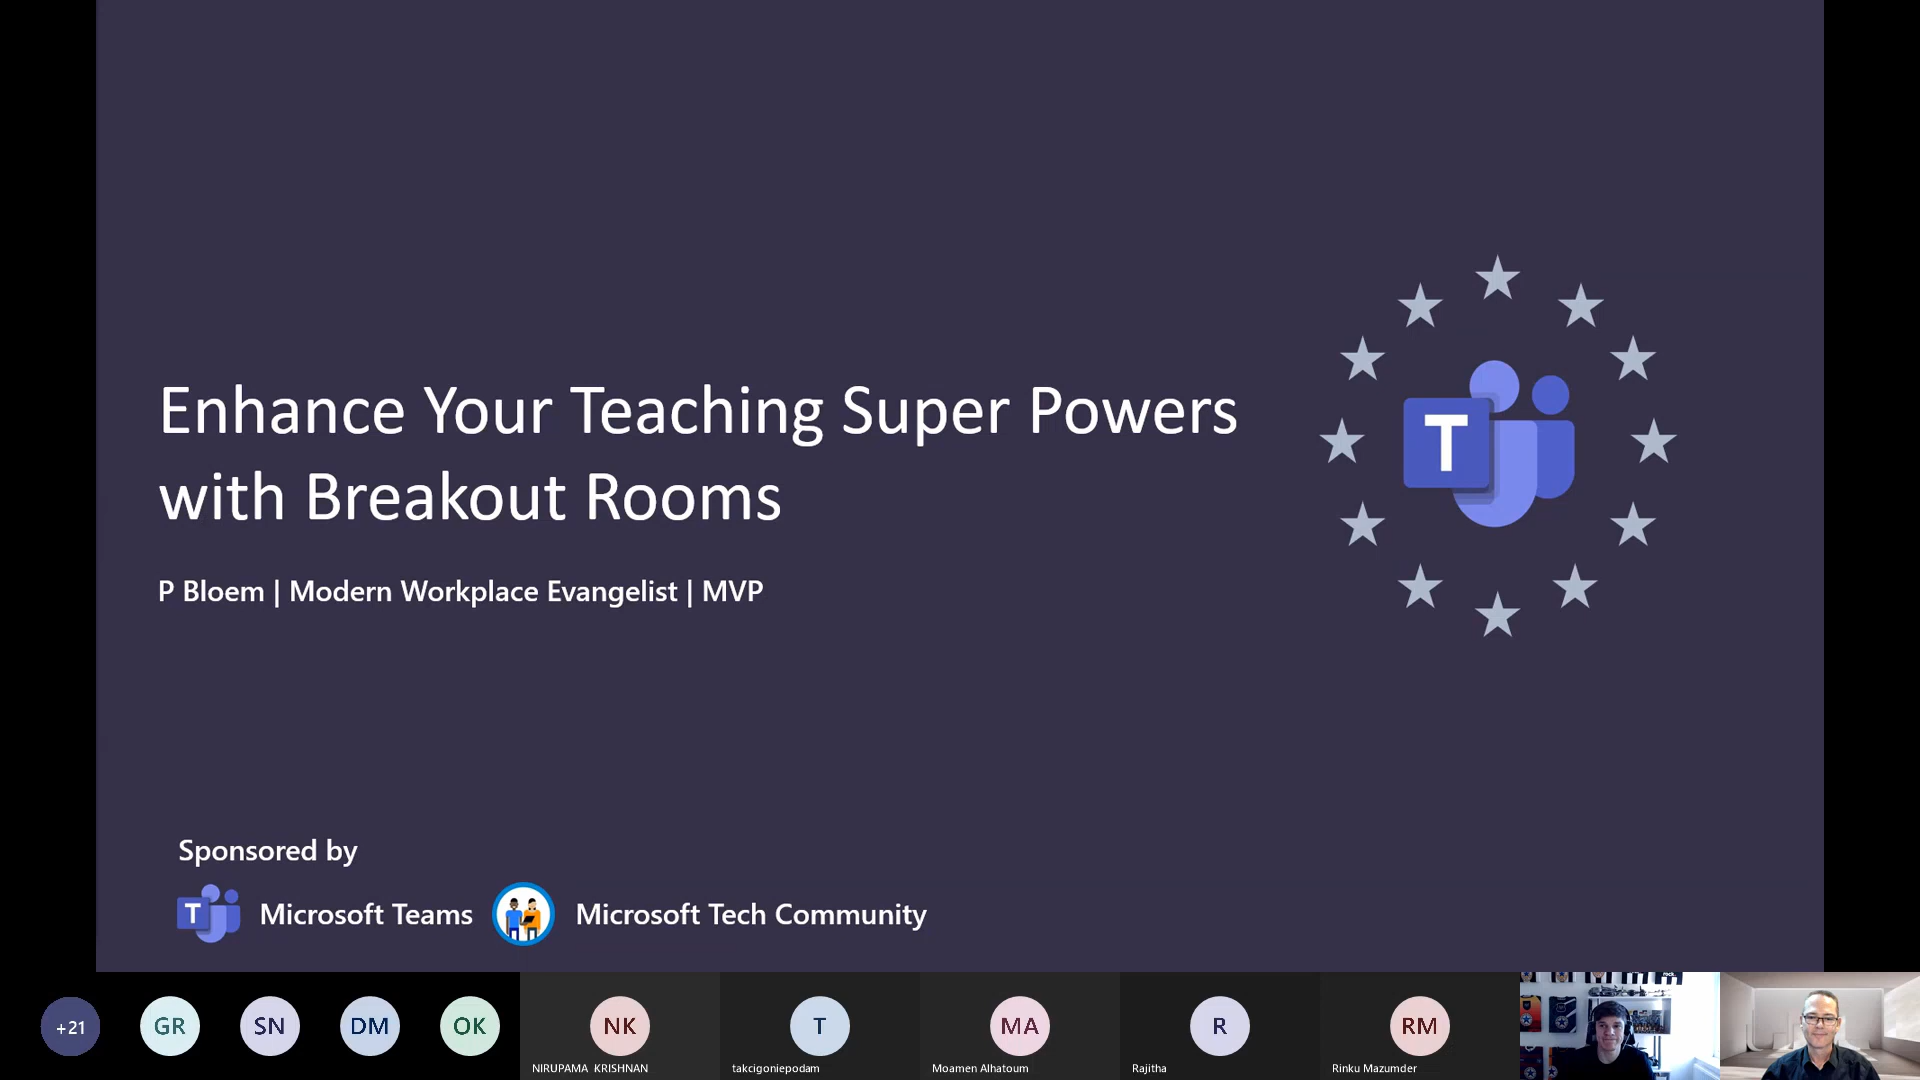 Enhance Your Teaching Super Powers
with Breakout Rooms
P Bloem | Modern Workplace Evangelist | MVP
T
Sponsored by
T Microsoft Teams Microsoft Tech Community
+21 GR SN DM OK NK T MA R RM
NIRUPAMA KRISHNAN takcigoniepodam Moamen Alhatoum Rajitha Rinku Mazumder